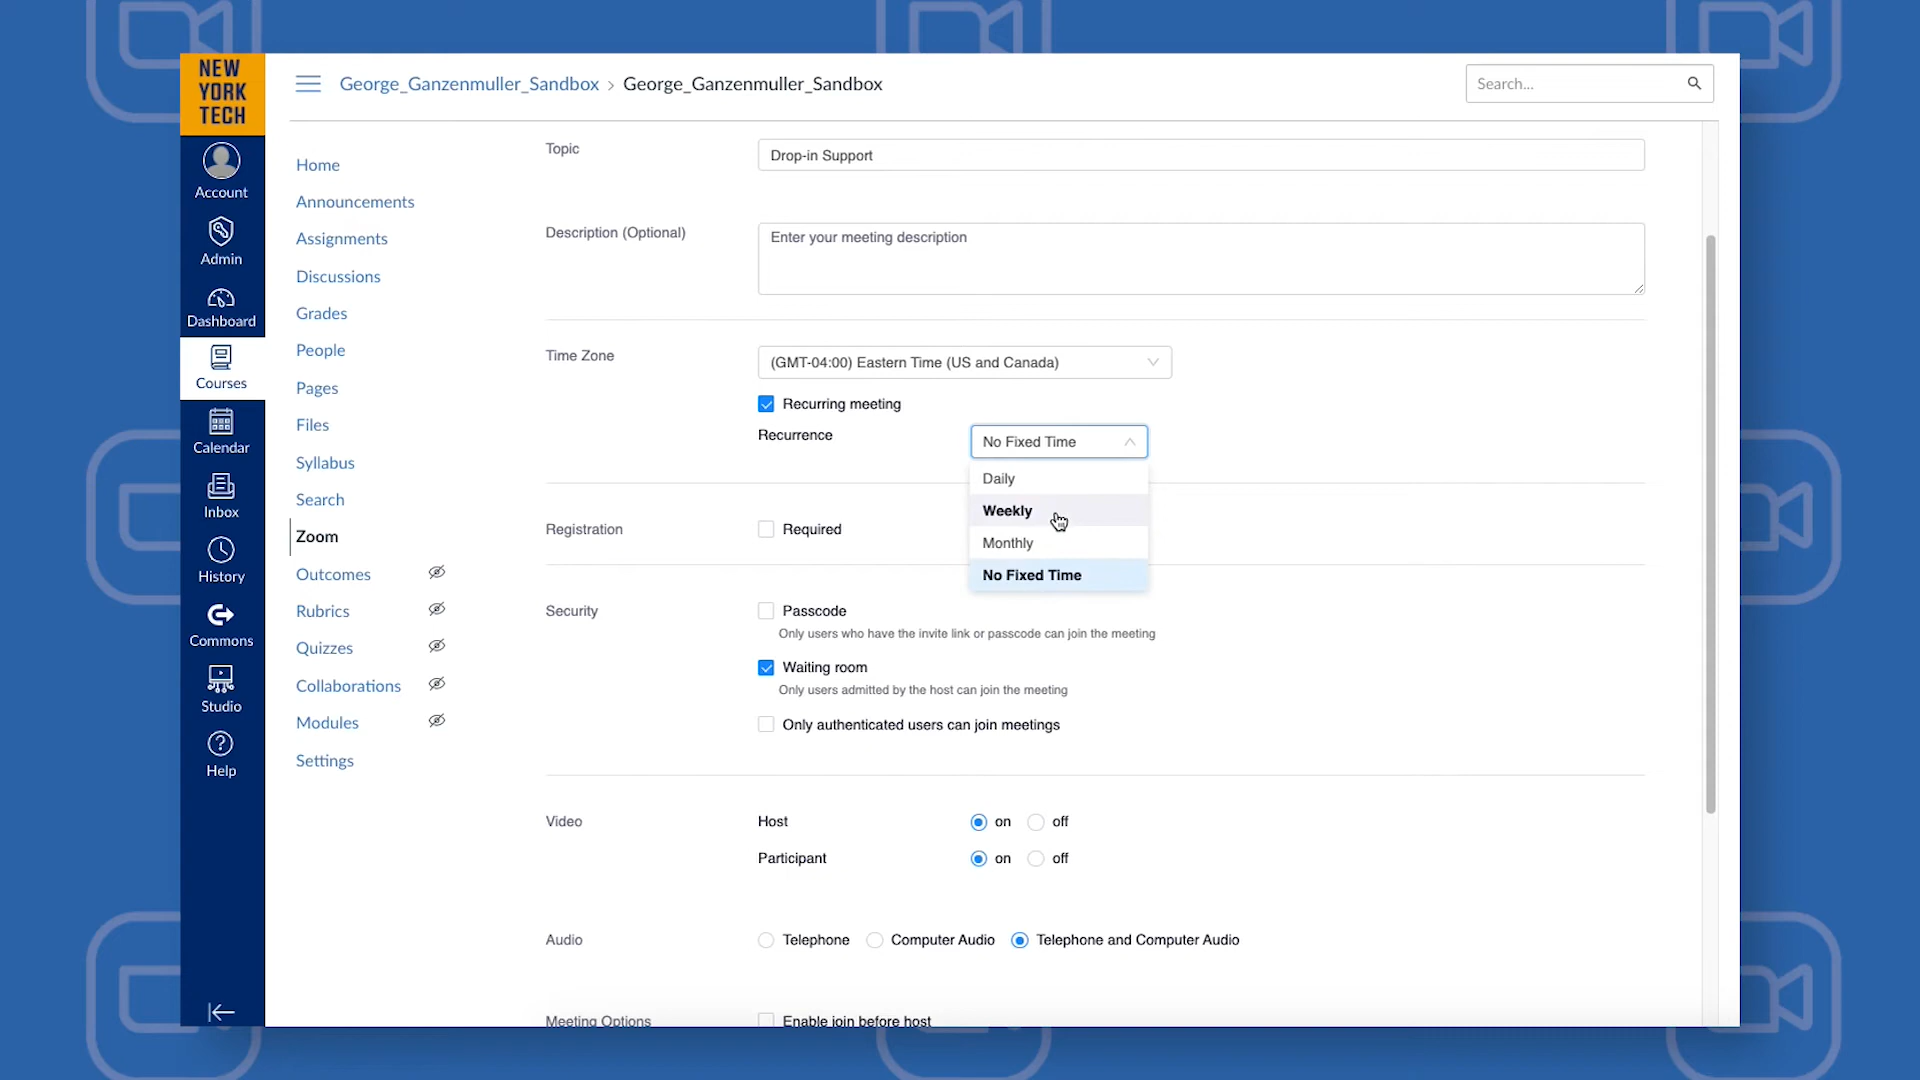 NEW
YORK
TECH
George_Ganzenmuller_Sandbox › George_Ganzenmuller_Sandbox
Search...
Account
Admin
Dashboard
Courses
Calendar
Inbox
History
Commons
Studio
Help
Home
Announcements
Assignments
Discussions
Grades
People
Pages
Files
Syllabus
Search
Zoom
Outcomes
Rubrics
Quizzes
Collaborations
Modules
Settings
Topic
Drop-in Support
Description (Optional)
Enter your meeting description
Time Zone
(GMT-04:00) Eastern Time (US and Canada)
Recurring meeting
Recurrence
No Fixed Time
Daily
Weekly
Monthly
No Fixed Time
Registration
Required
Security
Passcode
Only users who have the invite link or passcode can join the meeting
Waiting room
Only users admitted by the host can join the meeting
Only authenticated users can join meetings
Video
Host
on off
Participant
on off
Audio
Telephone Computer Audio Telephone and Computer Audio
Meeting Options
Enable join before host